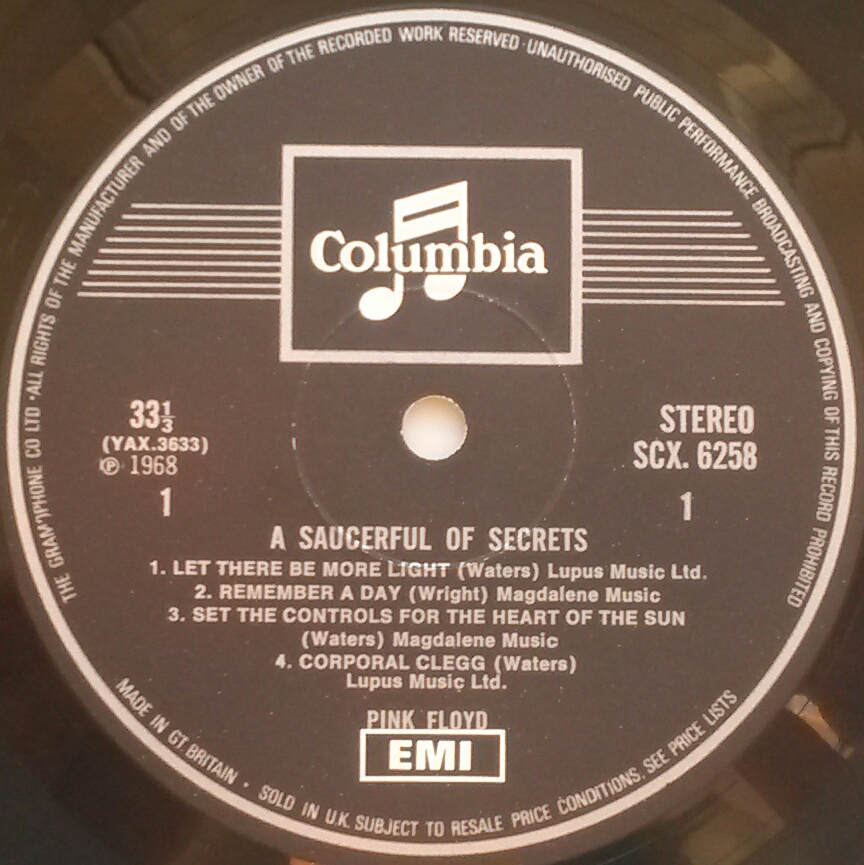 THE GRAMOPHONE CO LTD · ALL RIGHTS OF THE MANUFACTURER AND OF THE OWNER OF THE RECORDED WORK RESERVED · UNAUTHORISED PUBLIC PERFORMANCE BROADCASTING AND COPYING OF THIS RECORD PROHIBITED
Columbia
33⅓
(YAX.3633)
℗ 1968
1
STEREO
SCX. 6258
1
A SAUCERFUL OF SECRETS
1. LET THERE BE MORE LIGHT (Waters) Lupus Music Ltd.
2. REMEMBER A DAY (Wright) Magdalene Music
3. SET THE CONTROLS FOR THE HEART OF THE SUN
(Waters) Magdalene Music
4. CORPORAL CLEGG (Waters)
Lupus Music Ltd.
PINK FLOYD
EMI
MADE IN GT. BRITAIN · SOLD IN U.K. SUBJECT TO RESALE PRICE CONDITIONS, SEE PRICE LISTS